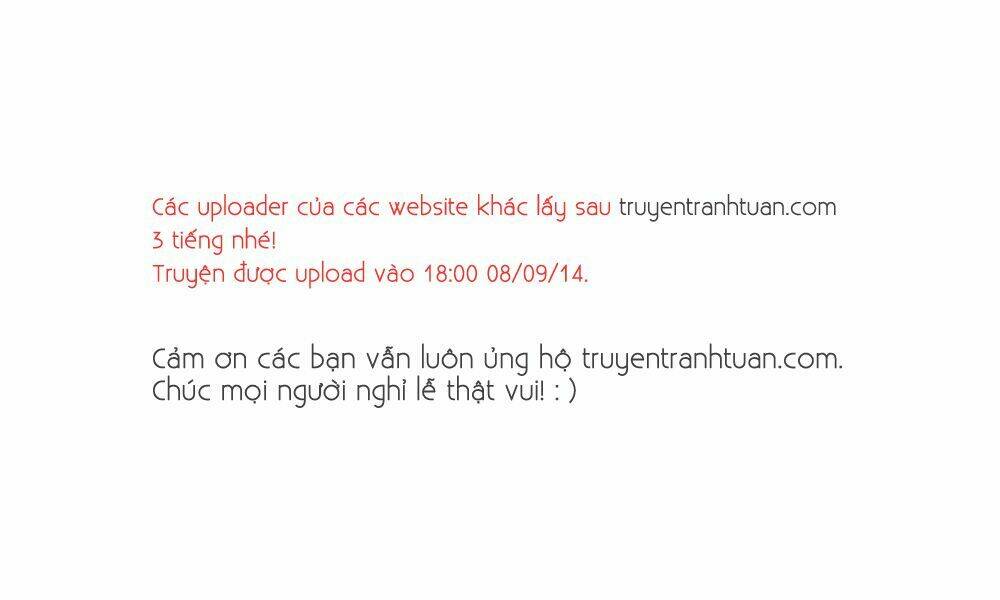 Các uploader của các website khác lấy sau truyentranhtuan.com
3 tiếng nhé!
Truyện được upload vào 18:00 08/09/14.
Cảm ơn các bạn vẫn luôn ủng hộ truyentranhtuan.com.
Chúc mọi người nghỉ lễ thật vui! : )